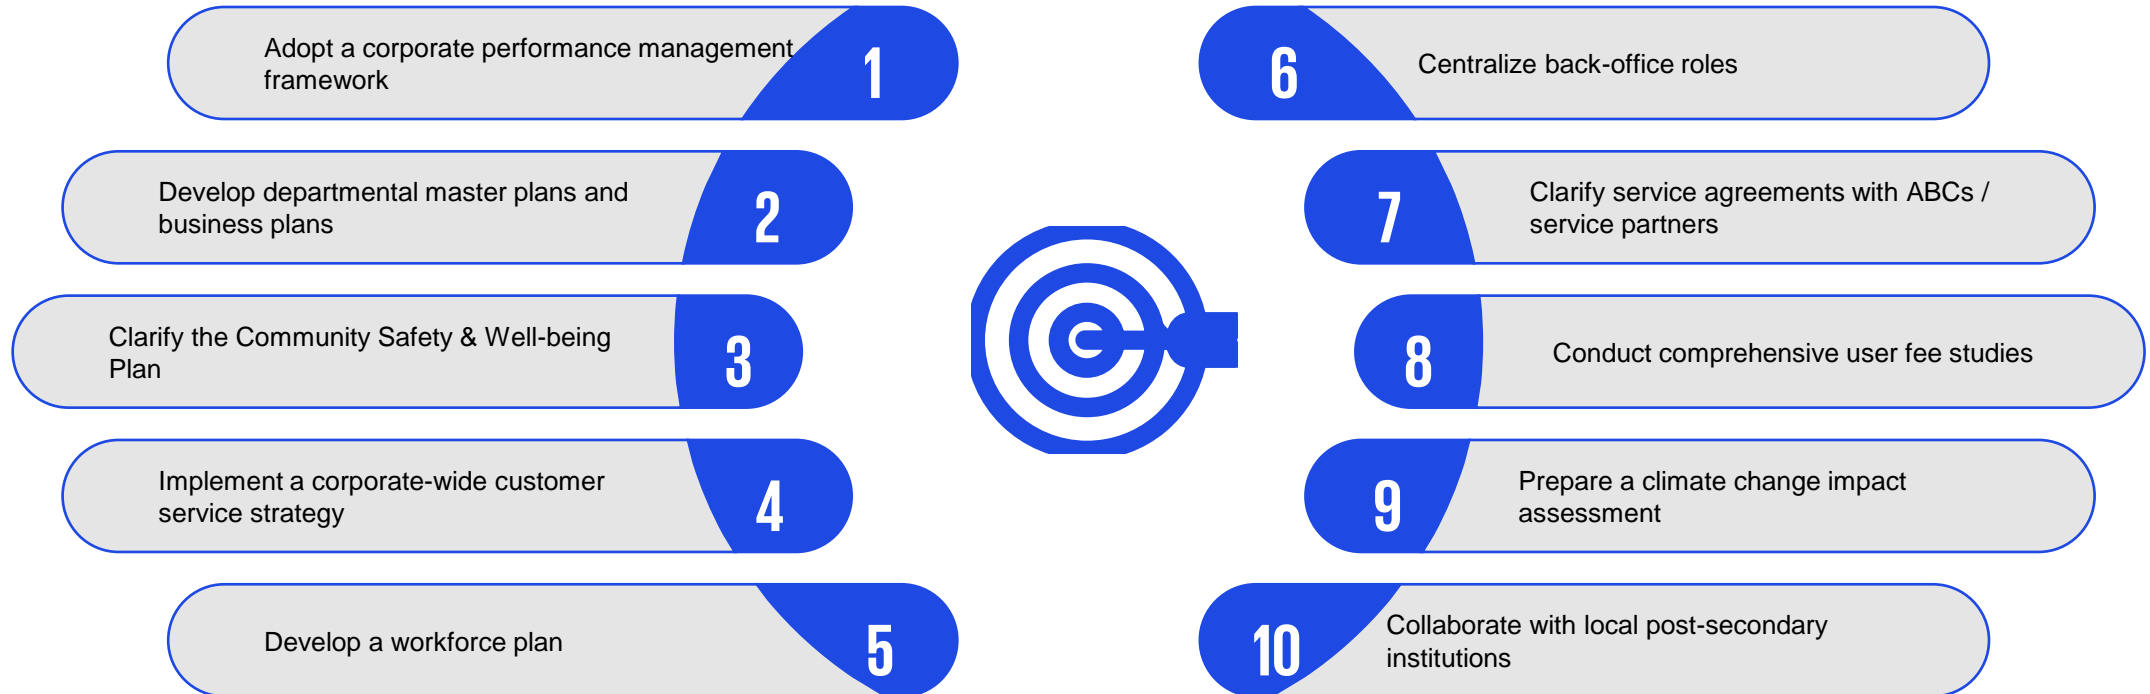 1
Adopt a corporate performance management
framework
2
Develop departmental master plans and
business plans
3
Clarify the Community Safety & Well-being
Plan
4
Implement a corporate-wide customer
service strategy
5
Develop a workforce plan
6
Centralize back-office roles
7
Clarify service agreements with ABCs /
service partners
8
Conduct comprehensive user fee studies
9
Prepare a climate change impact
assessment
10
Collaborate with local post-secondary
institutions